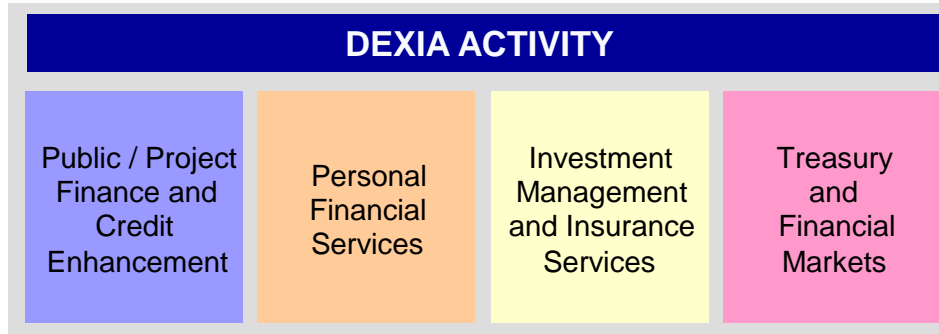 DEXIA ACTIVITY
Public / Project
Finance and
Credit
Enhancement
Personal
Financial
Services
Investment
Management
and Insurance
Services
Treasury
and
Financial
Markets